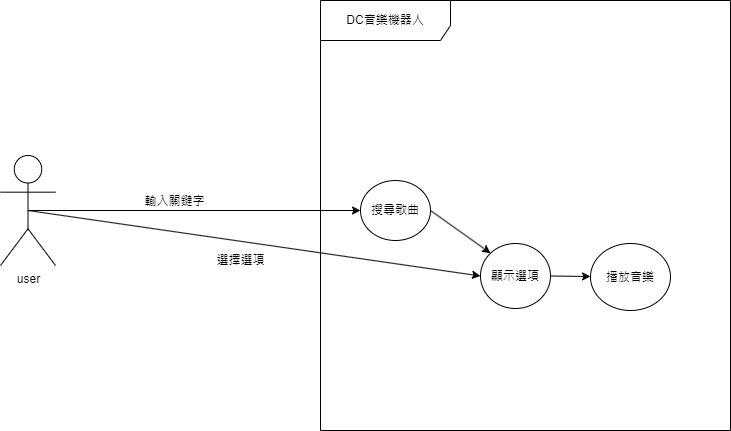 DC音樂機器人
輸入關鍵字
搜尋歌曲
選擇選項
顯示選項
播放音樂
user